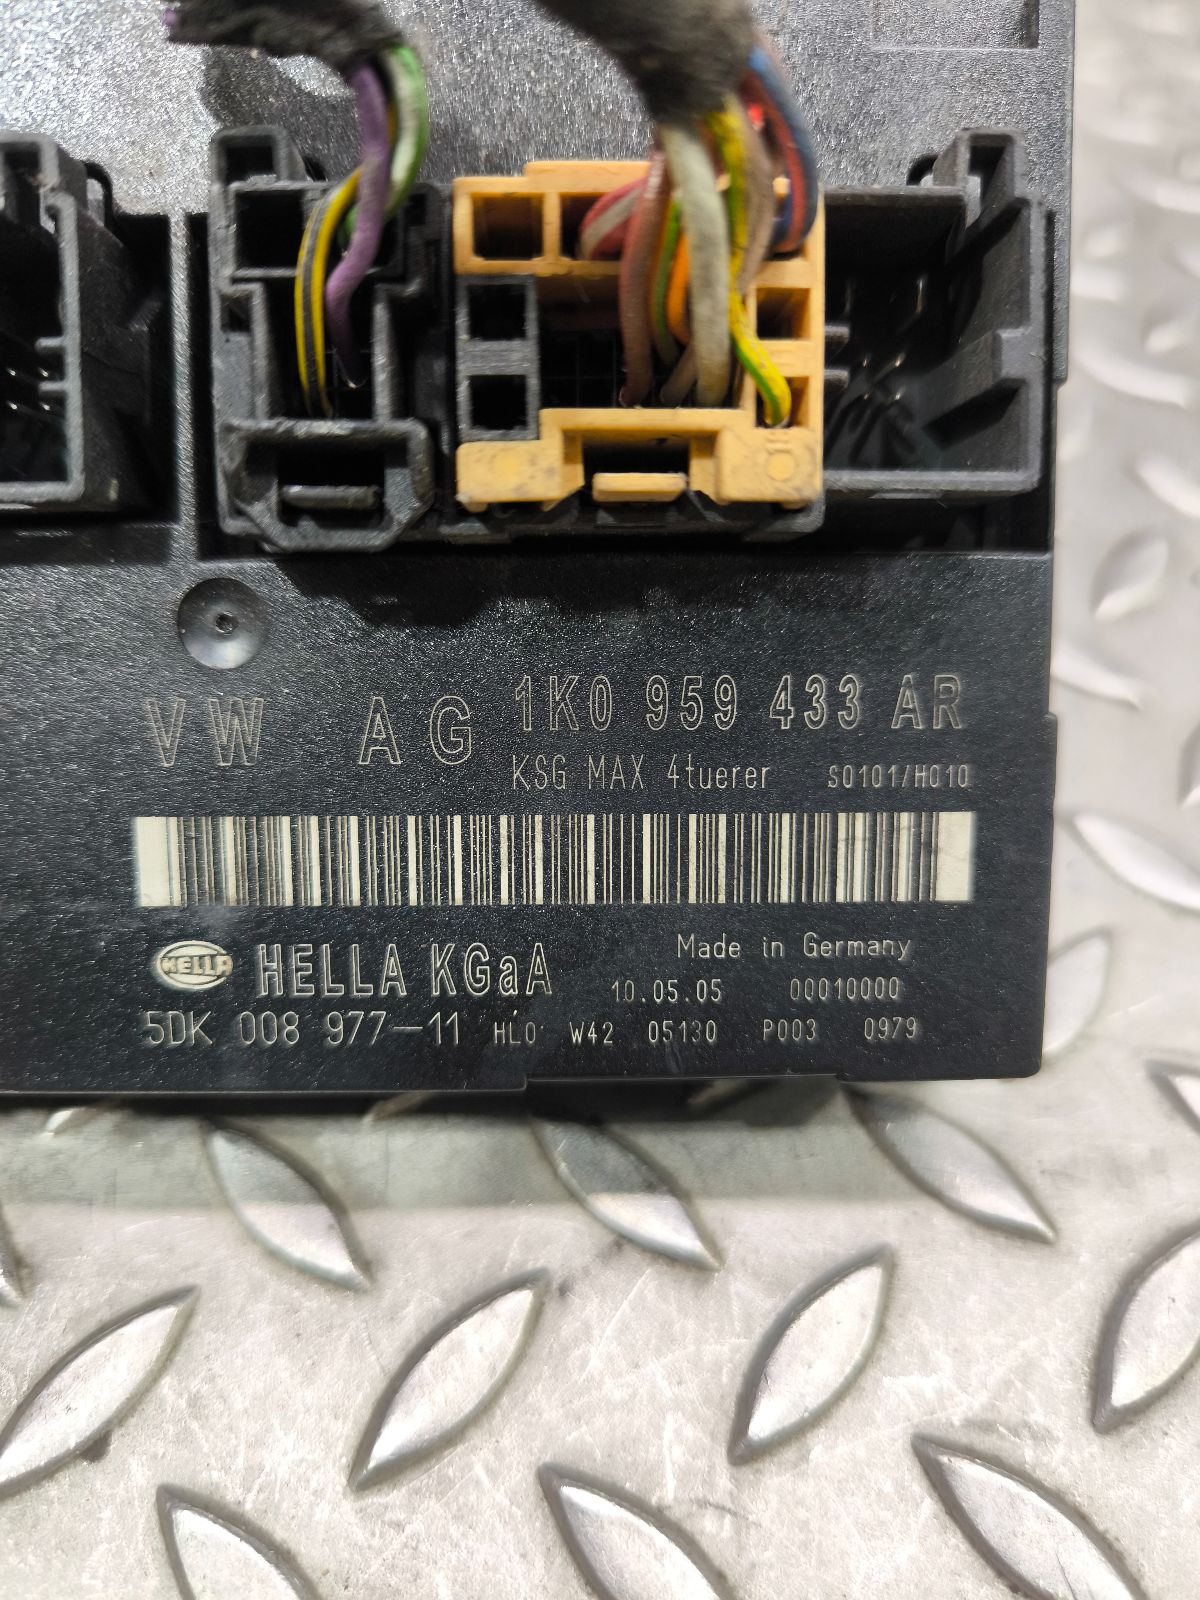 VW AG 1K0 959 433 AR
KSG MAX 4tuerer S0101/H010
Made in Germany
HELLA HELLA KGaA
10.05.05 00010000
5DK 008 977-11 HL0 W42 05130 P003 0979